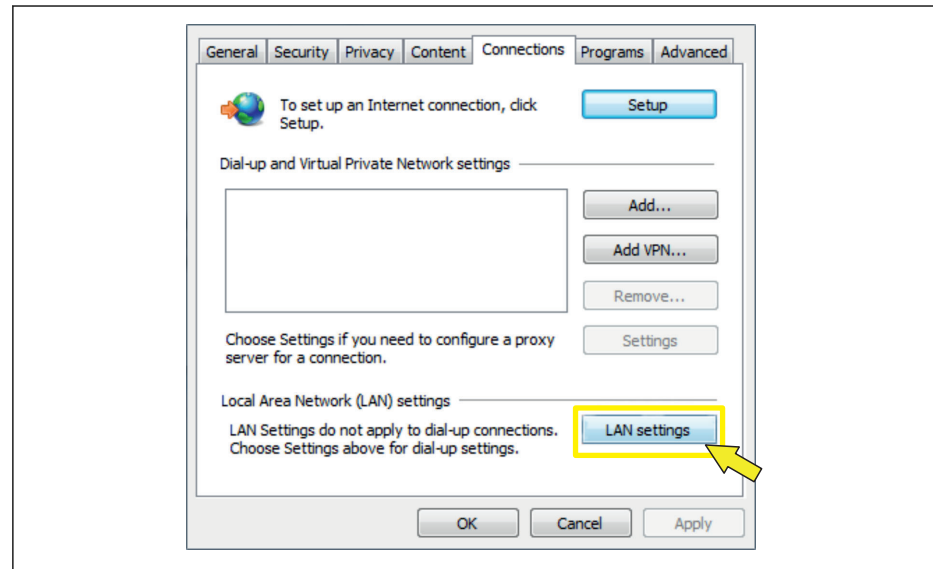 General Security Privacy Content Connections Programs Advanced
To set up an Internet connection, click
Setup.
Setup
Dial-up and Virtual Private Network settings
Add...
Add VPN...
Remove...
Choose Settings if you need to configure a proxy
server for a connection.
Settings
Local Area Network (LAN) settings
LAN Settings do not apply to dial-up connections.
Choose Settings above for dial-up settings.
LAN settings
OK Cancel Apply